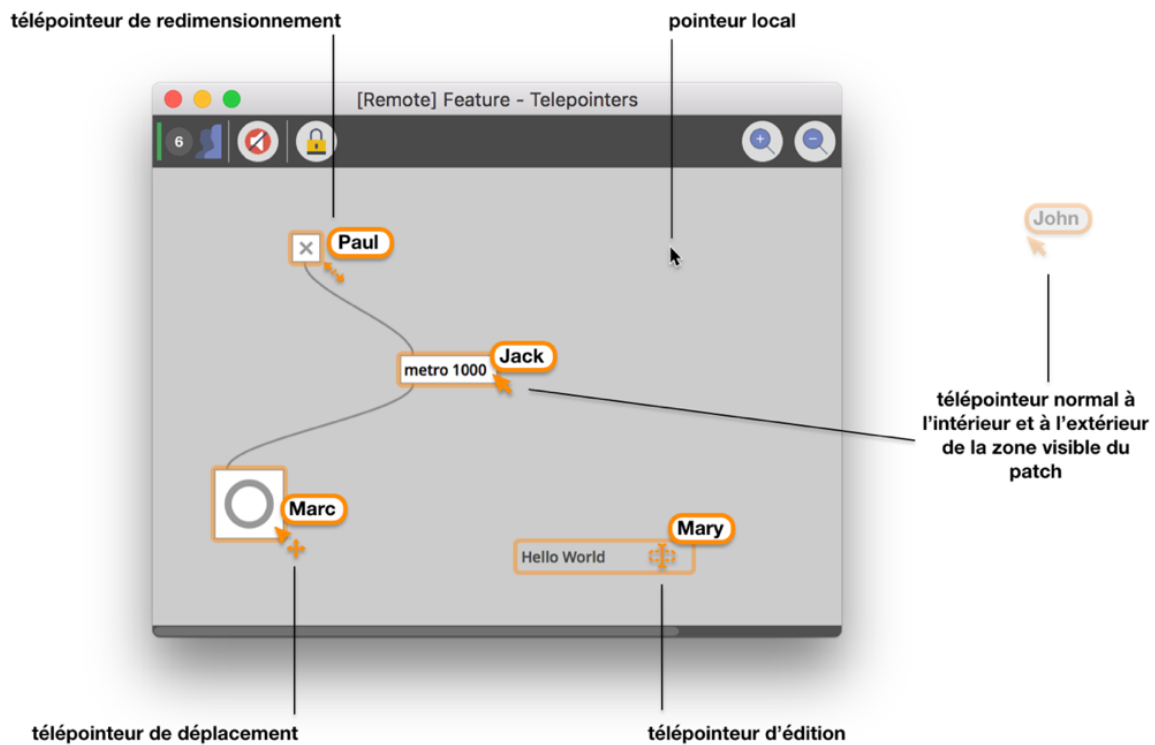 télépointeur de redimensionnement
pointeur local
[Remote] Feature - Telepointers
6
John
Paul
Jack
metro 1000
télépointeur normal à
l'intérieur et à l'extérieur
de la zone visible du
patch
Marc
Mary
Hello World
télépointeur de déplacement
télépointeur d'édition